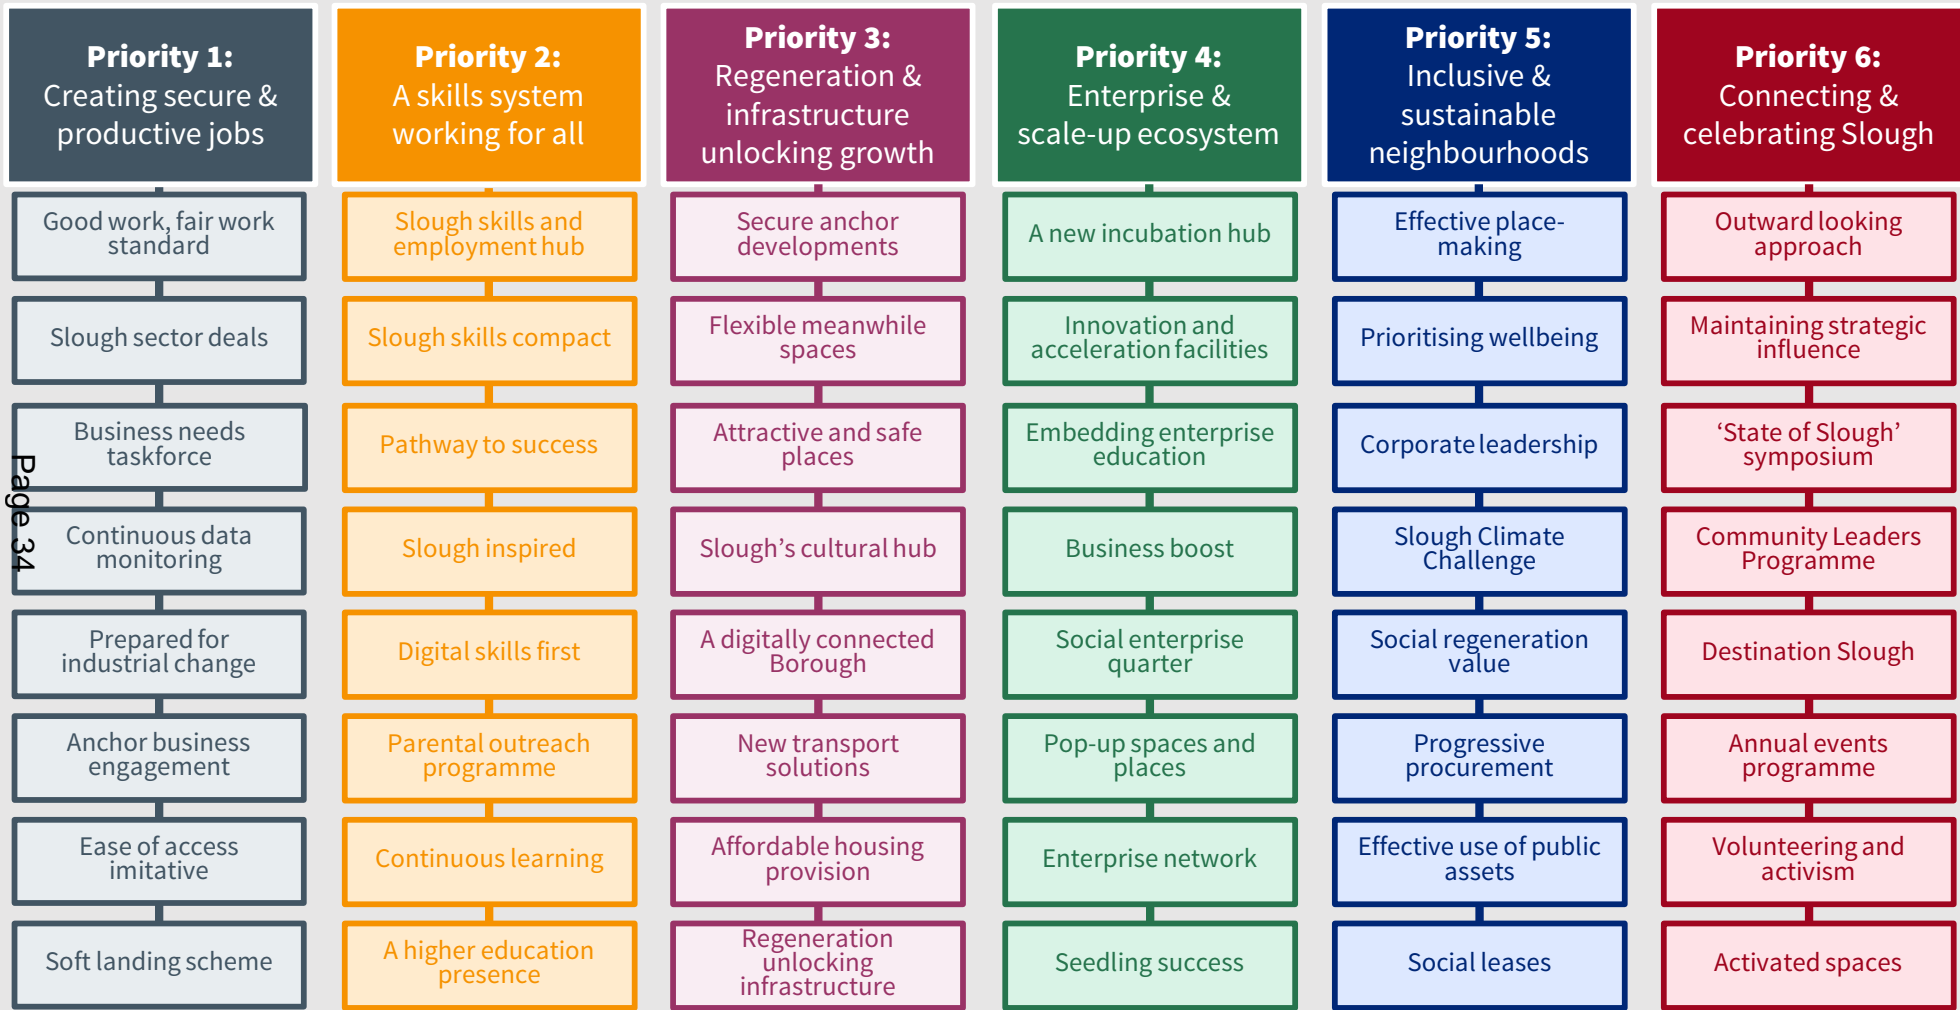 Priority 1:
Creating secure &
productive jobs
Good work, fair work
standard
Slough sector deals
Business needs
taskforce
Continuous data
monitoring
Prepared for
industrial change
Anchor business
engagement
Ease of access
imitative
Soft landing scheme
Priority 2:
A skills system
working for all
Slough skills and
employment hub
Slough skills compact
Pathway to success
Slough inspired
Digital skills first
Parental outreach
programme
Continuous learning
A higher education
presence
Priority 3:
Regeneration &
infrastructure
unlocking growth
Secure anchor
developments
Flexible meanwhile
spaces
Attractive and safe
places
Slough’s cultural hub
A digitally connected
Borough
New transport
solutions
Affordable housing
provision
Regeneration
unlocking
infrastructure
Priority 4:
Enterprise &
scale-up ecosystem
A new incubation hub
Innovation and
acceleration facilities
Embedding enterprise
education
Business boost
Social enterprise
quarter
Pop-up spaces and
places
Enterprise network
Seedling success
Priority 5:
Inclusive &
sustainable
neighbourhoods
Effective place-
making
Prioritising wellbeing
Corporate leadership
Slough Climate
Challenge
Social regeneration
value
Progressive
procurement
Effective use of public
assets
Social leases
Priority 6:
Connecting &
celebrating Slough
Outward looking
approach
Maintaining strategic
influence
‘State of Slough’
symposium
Community Leaders
Programme
Destination Slough
Annual events
programme
Volunteering and
activism
Activated spaces
Page 34